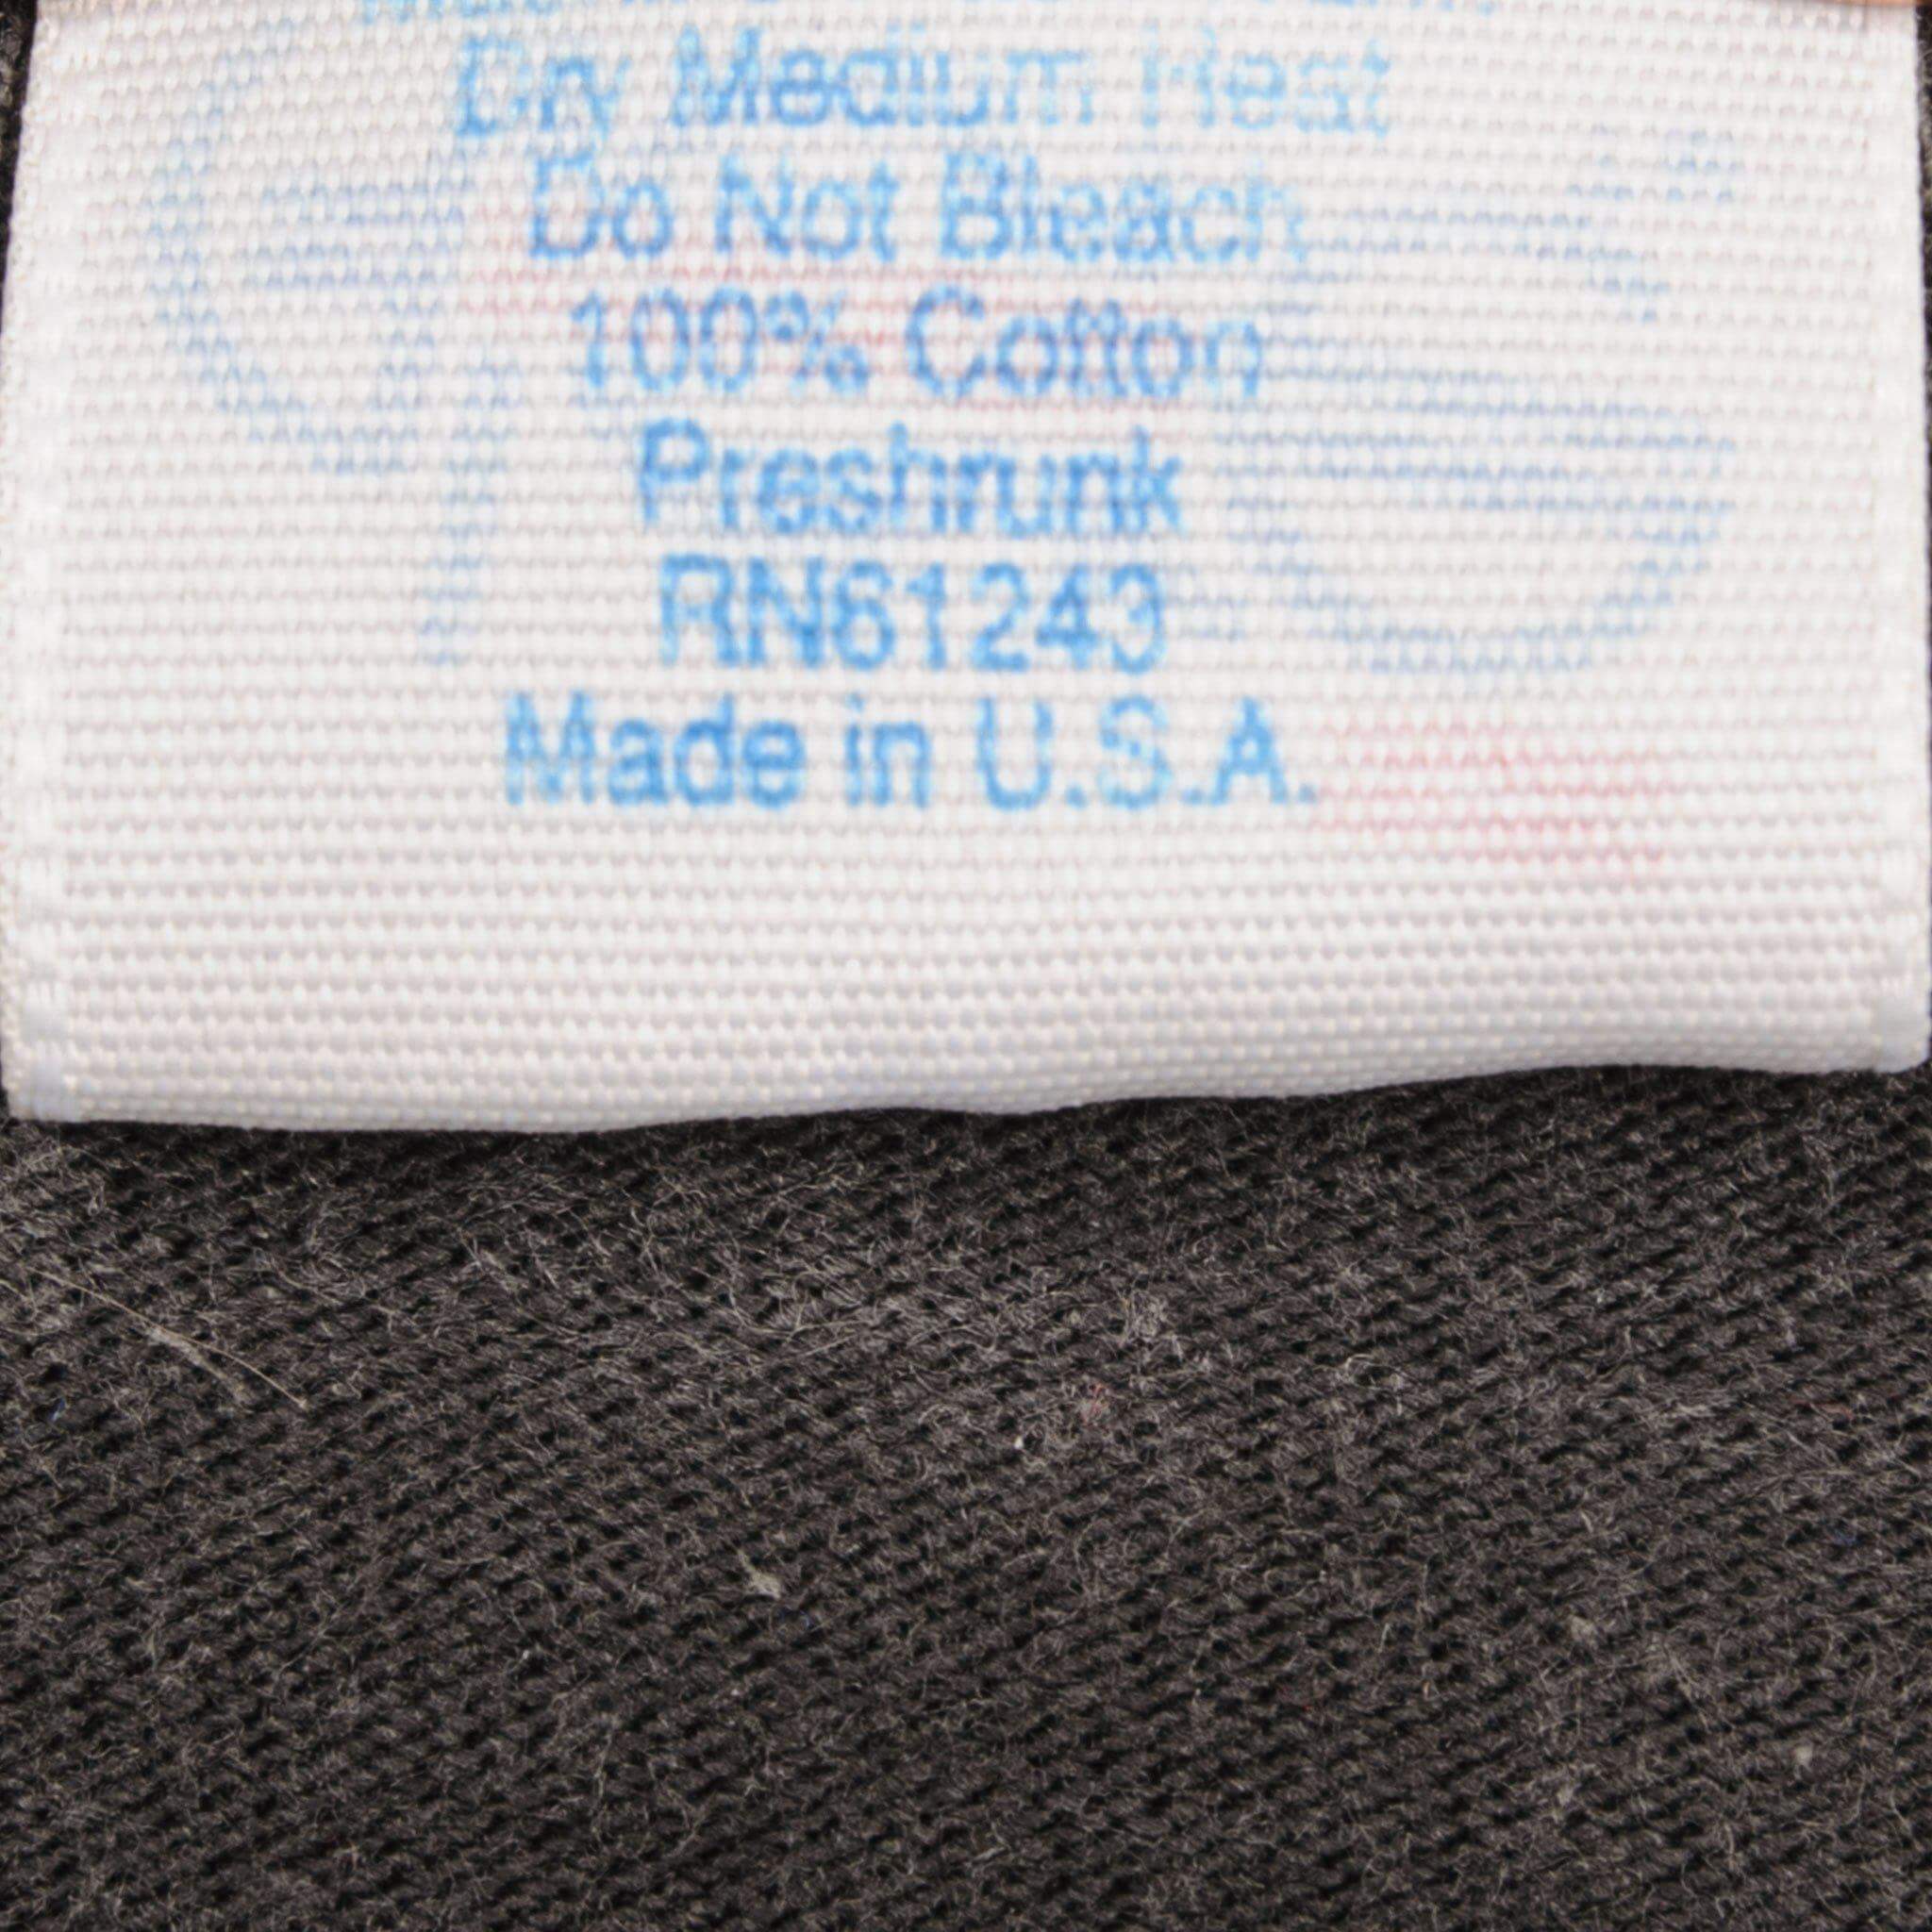 Dry Medium Heat
Do Not Bleach
100% Cotton
Preshrunk
RN61243
Made in U.S.A.